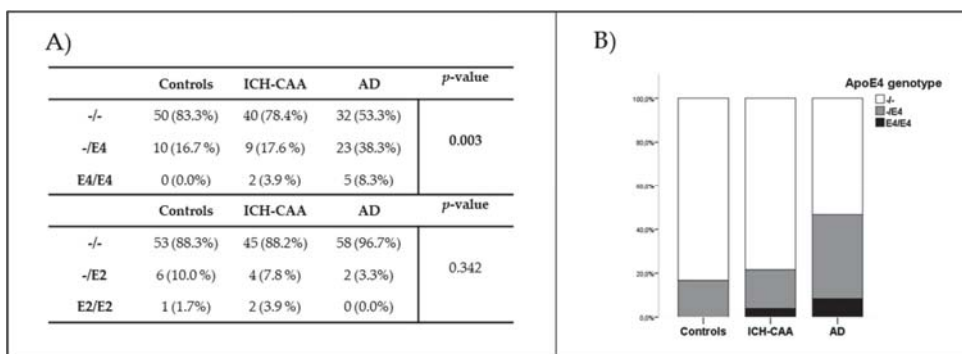 A)
Controls ICH-CAA AD p-value
-/- 50 (83.3%) 40 (78.4%) 32 (53.3%)
0.003
-/E4 10 (16.7 %) 9 (17.6 %) 23 (38.3%)
E4/E4 0 (0.0%) 2 (3.9 %) 5 (8.3%)
Controls ICH-CAA AD p-value
-/- 53 (88.3%) 45 (88.2%) 58 (96.7%)
0.342
-/E2 6 (10.0 %) 4 (7.8 %) 2 (3.3%)
E2/E2 1 (1.7%) 2 (3.9 %) 0 (0.0%)
B)
ApoE4 genotype
-/-
-/E4
E4/E4
100,0%
80,0%
60,0%
40,0%
20,0%
0,0%
Controls ICH-CAA AD